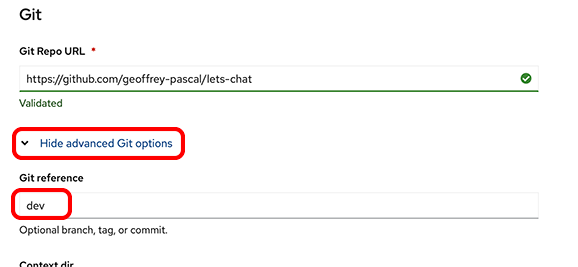 Git
Git Repo URL *
https://github.com/geoffrey-pascal/lets-chat
Validated
Hide advanced Git options
Git reference
dev
Optional branch, tag, or commit.
Context dir